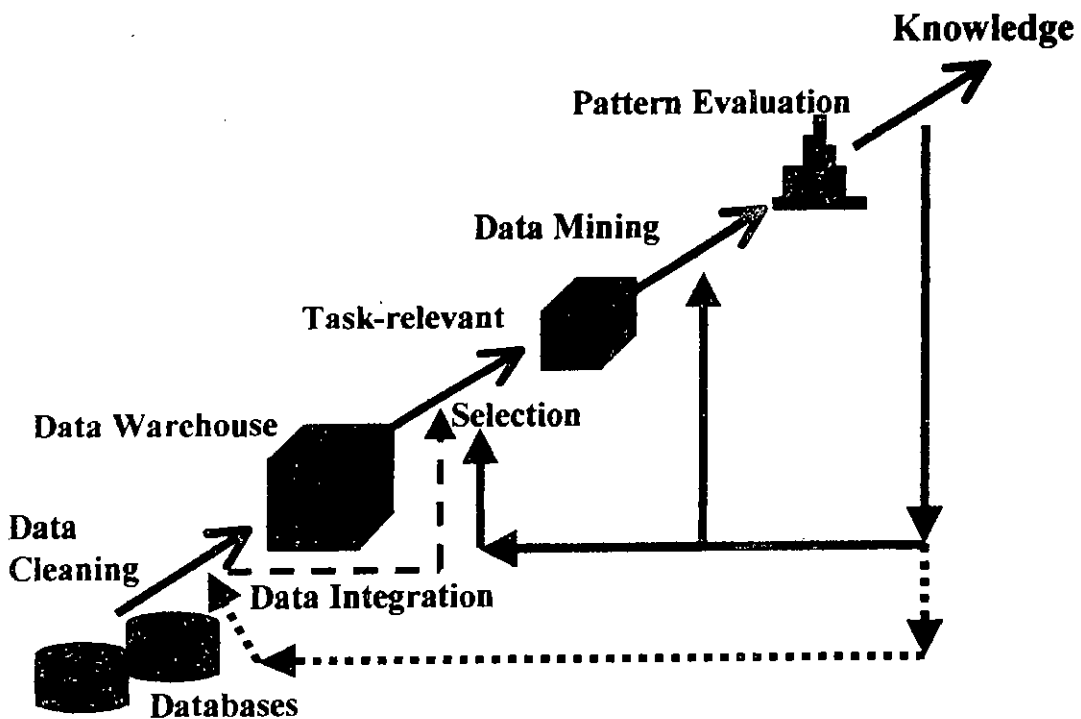 Knowledge
Pattern Evaluation
Data Mining
Task-relevant
Selection
Data Warehouse
Data
Cleaning
Data Integration
Databases